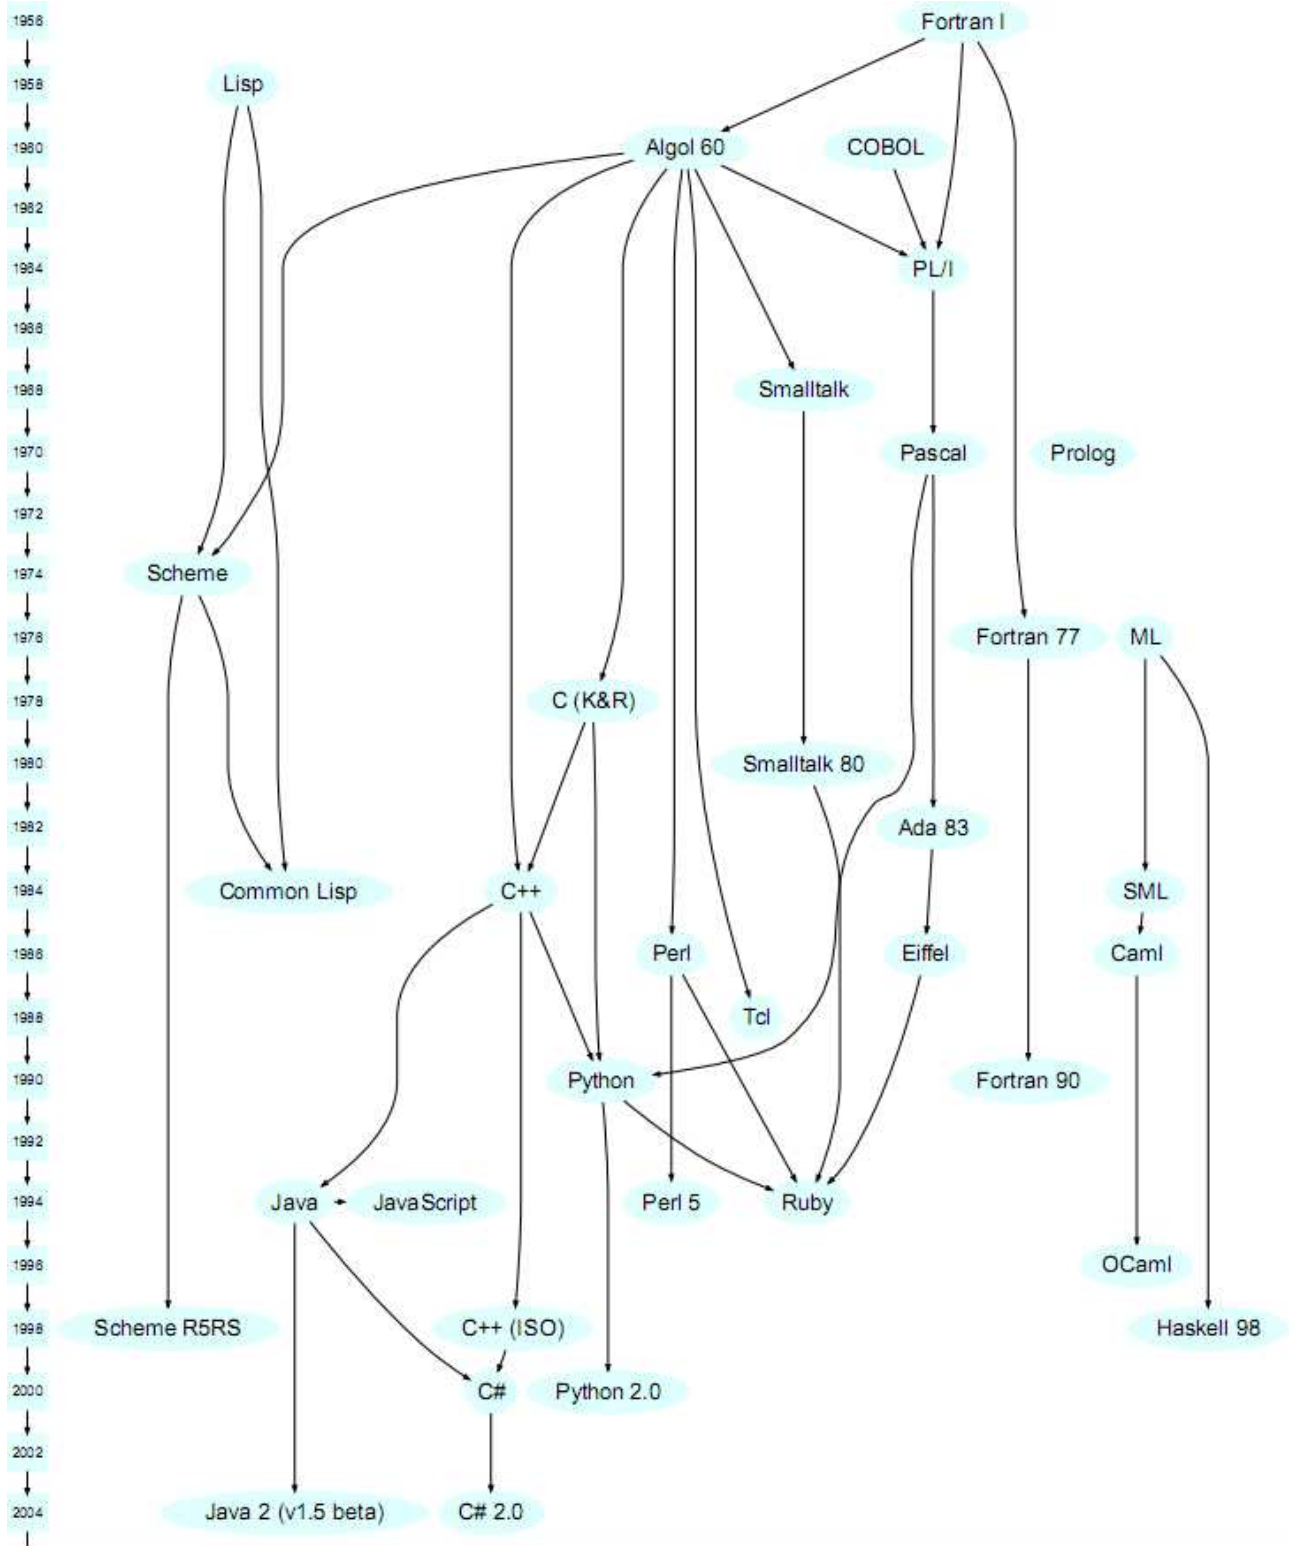 1956 Fortran I
1958 Lisp
1960 Algol 60 COBOL
1962
1964 PL/I
1966
1968 Smalltalk
1970 Pascal Prolog
1972
1974 Scheme
1976 Fortran 77 ML
1978 C (K&R)
1980 Smalltalk 80
1982 Ada 83
1984 Common Lisp C++ SML
1986 Perl Eiffel Caml
1988 Tcl
1990 Python Fortran 90
1992
1994 Java JavaScript Perl 5 Ruby
1996 OCaml
1998 Scheme R5RS C++ (ISO) Haskell 98
2000 C# Python 2.0
2002
2004 Java 2 (v1.5 beta) C# 2.0